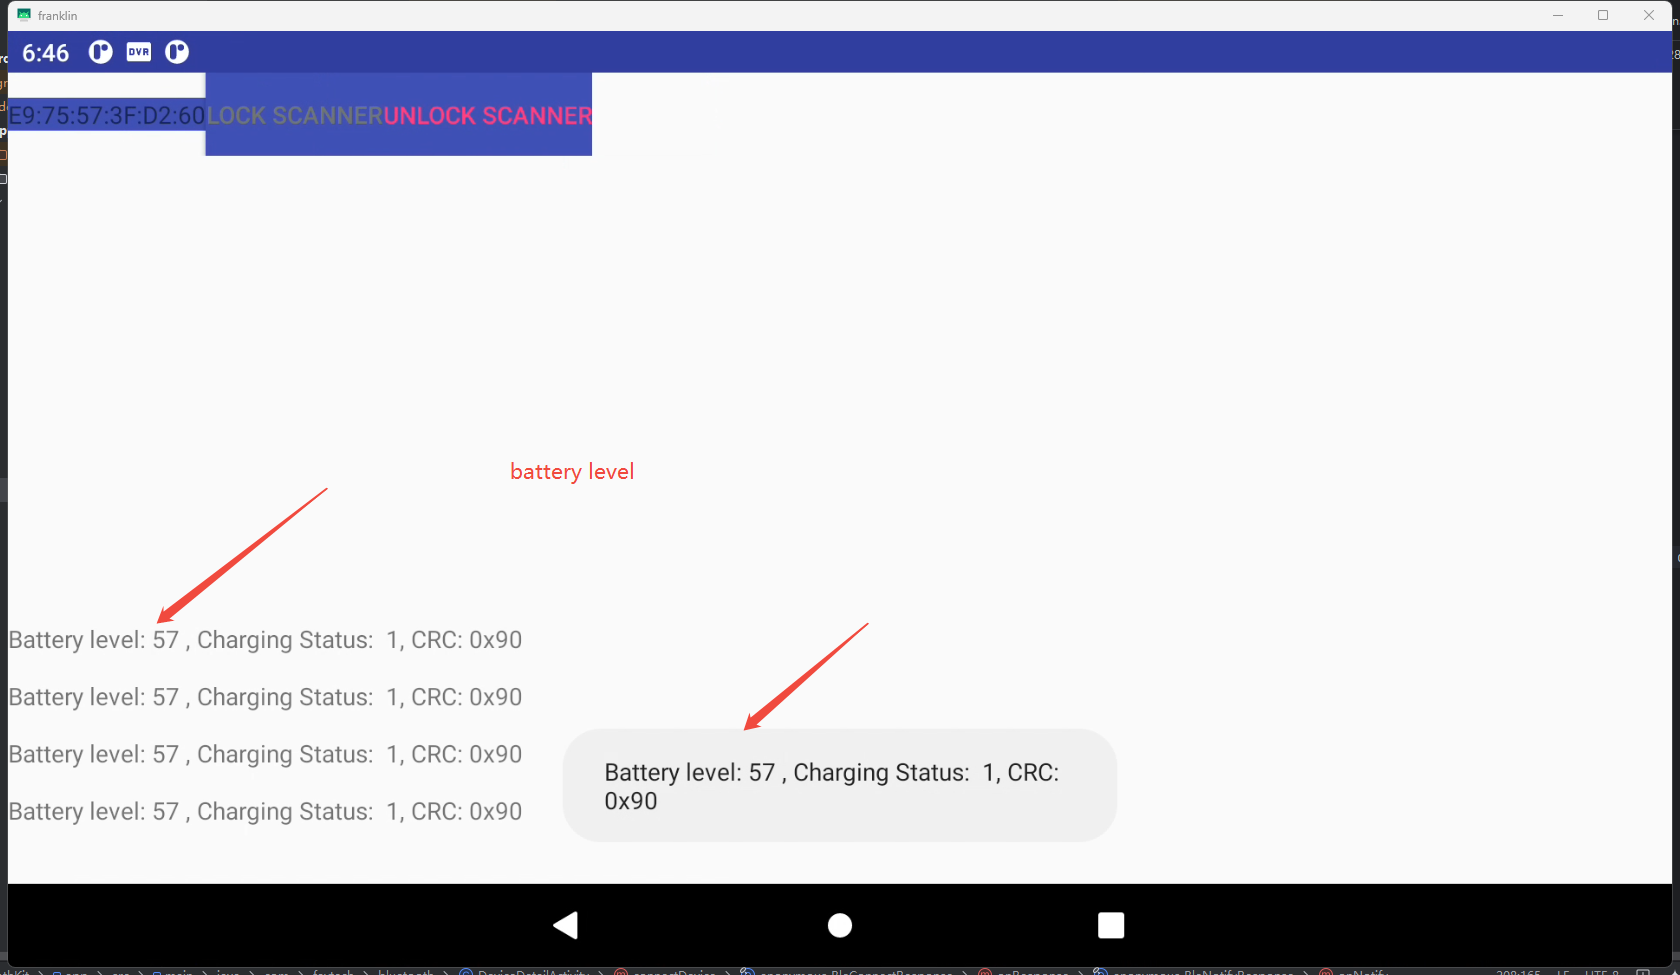 franklin
6:46 DVR
E9:75:57:3F:D2:60 LOCK SCANNER UNLOCK SCANNER
battery level
Battery level: 57 , Charging Status:  1, CRC: 0x90
Battery level: 57 , Charging Status:  1, CRC: 0x90
Battery level: 57 , Charging Status:  1, CRC: 0x90
Battery level: 57 , Charging Status:  1, CRC: 0x90
Battery level: 57 , Charging Status:  1, CRC:
0x90